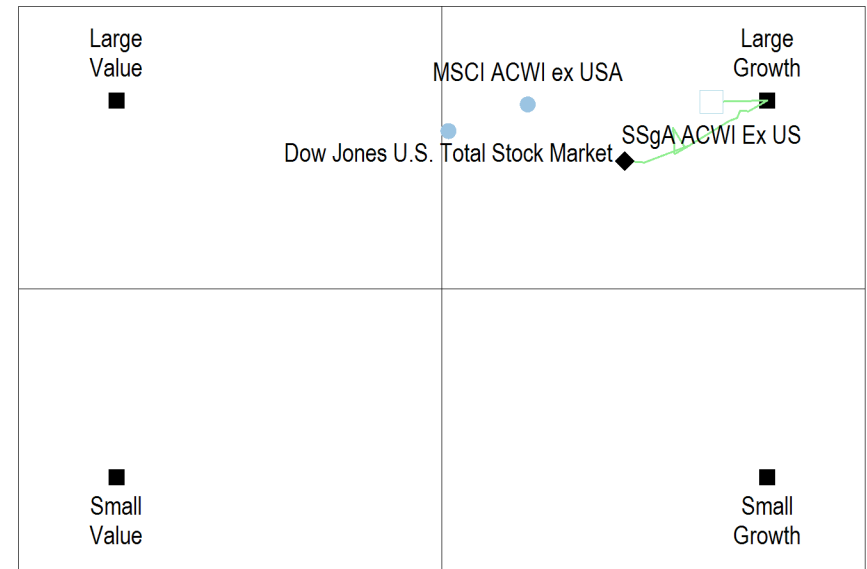 Large
Value
Large
Growth
MSCI ACWI ex USA
SSgA ACWI Ex US
Dow Jones U.S. Total Stock Market
Small
Value
Small
Growth